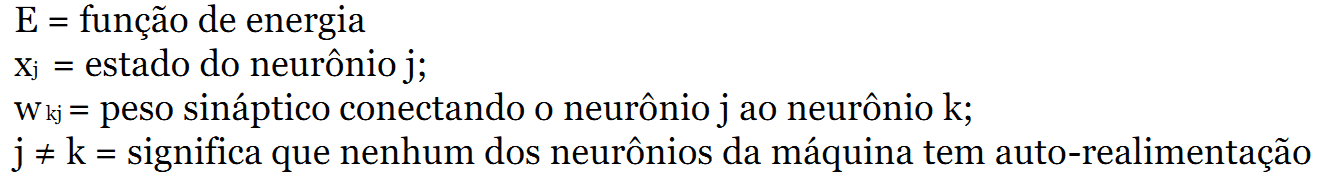 E = função de energia
xj = estado do neurônio j;
w kj = peso sináptico conectando o neurônio j ao neurônio k;
j ≠ k = significa que nenhum dos neurônios da máquina tem auto-realimentação